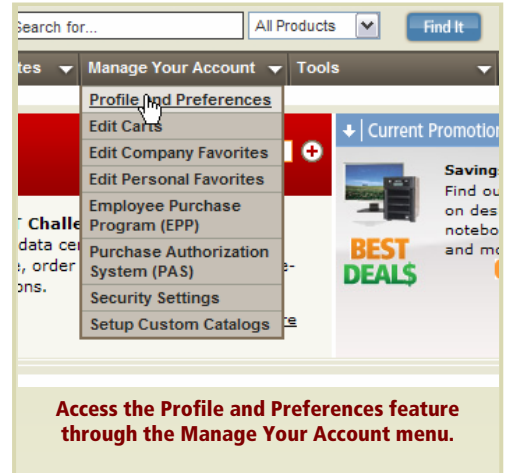 Search for...
All Products
Find It
tes
Manage Your Account
Tools
Profile and Preferences
Edit Carts
Edit Company Favorites
Edit Personal Favorites
Employee Purchase
Program (EPP)
Purchase Authorization
System (PAS)
Security Settings
Setup Custom Catalogs
T Challe
data ce
, order
ons.
e-
re
Current Promotion
Saving
Find ou
on des
notebo
and mo
BEST
DEAL$
Access the Profile and Preferences feature
through the Manage Your Account menu.